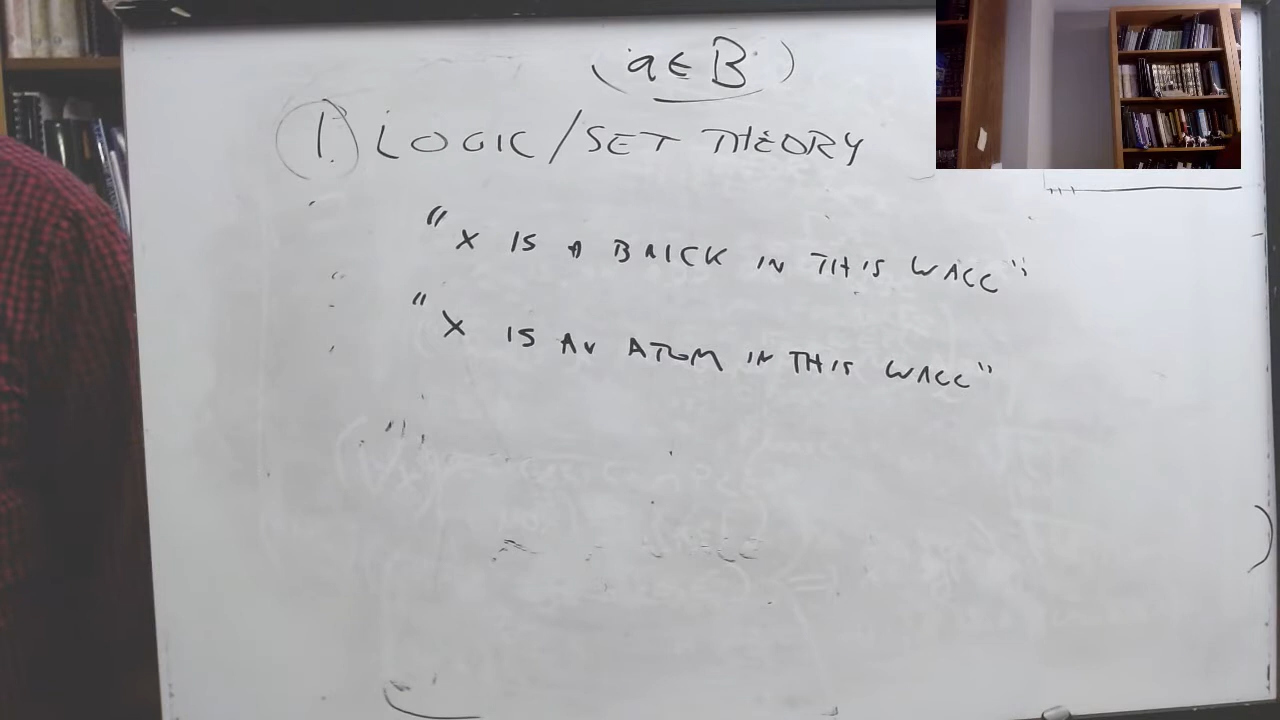 (a∈B)
1. LOGIC/SET THEORY
"X IS A BRICK IN THIS WALL"
"X IS AN ATOM IN THIS WALL"